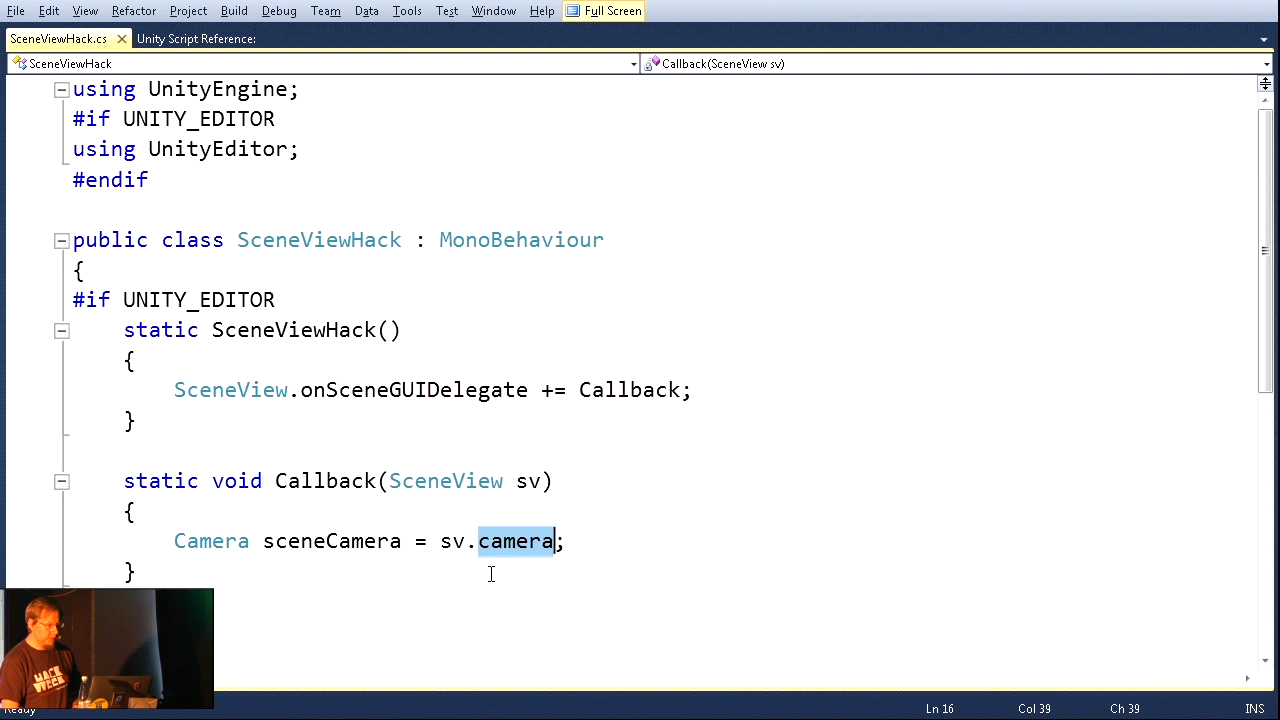 File Edit View Refactor Project Build Debug Team Data Tools Test Window Help Full Screen
SceneViewHack.cs Unity Script Reference:
SceneViewHack Callback(SceneView sv)
using UnityEngine;
#if UNITY_EDITOR
using UnityEditor;
#endif
public class SceneViewHack : MonoBehaviour
{
#if UNITY_EDITOR
static SceneViewHack()
{
SceneView.onSceneGUIDelegate += Callback;
}
static void Callback(SceneView sv)
{
Camera sceneCamera = sv.camera;
}
HACK
WEEK
Ready Ln 16 Col 39 Ch 39 INS